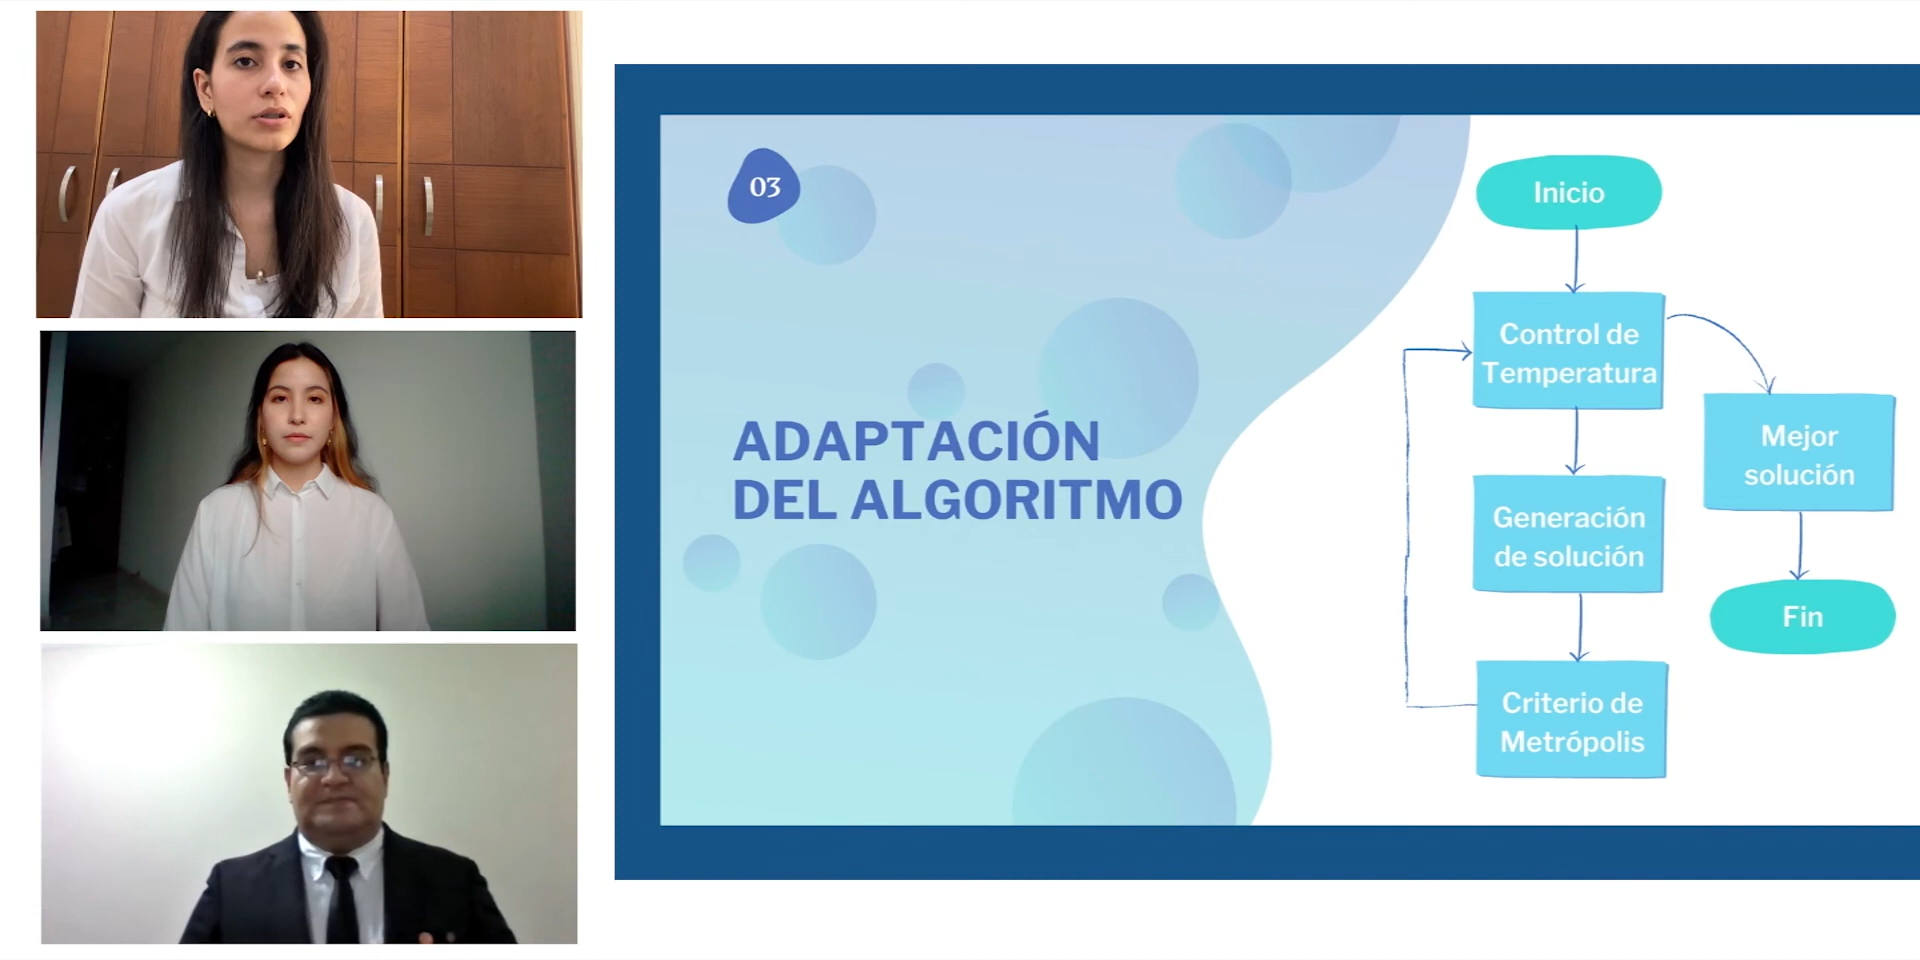 03
ADAPTACIÓN
DEL ALGORITMO
Inicio
Control de
Temperatura
Mejor
solución
Generación
de solución
Fin
Criterio de
Metrópolis